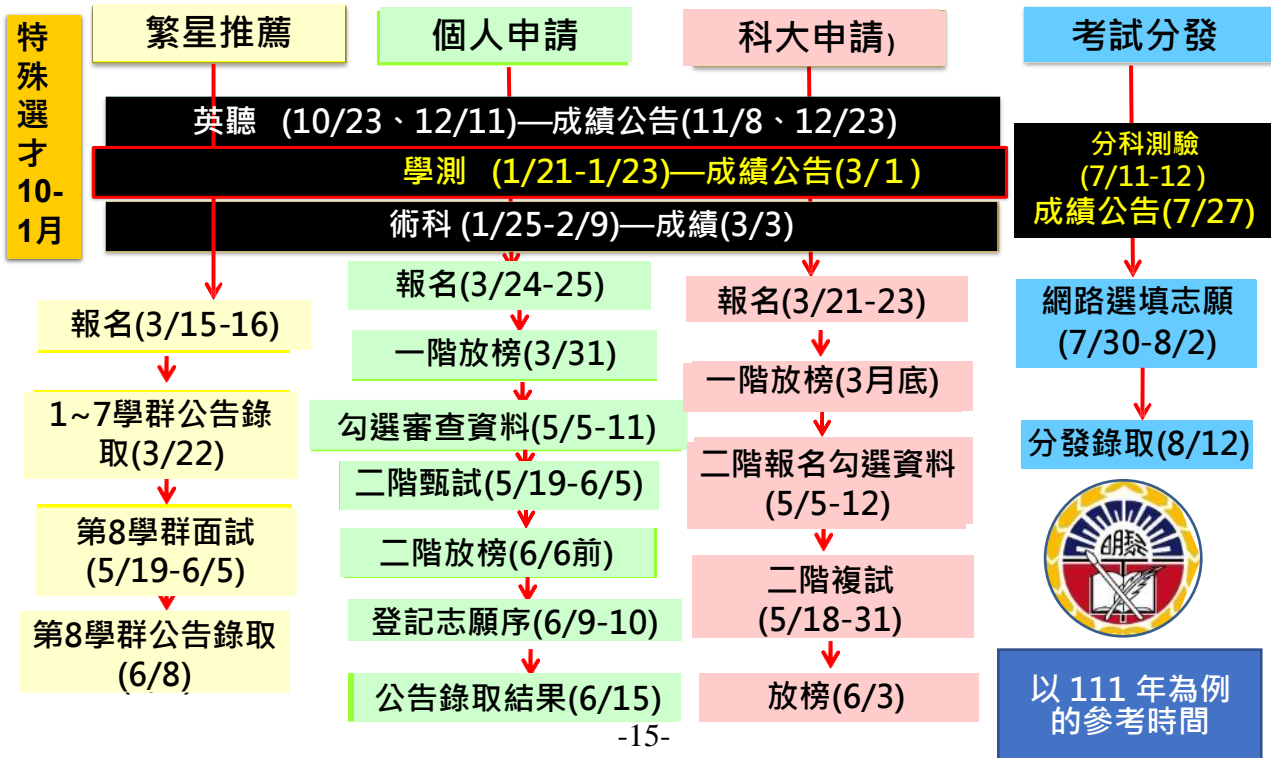 特
殊
選
才
10-
1月
繁星推薦
個人申請
科大申請)
考試分發
英聽 (10/23、12/11)—成績公告(11/8、12/23)
學測 (1/21-1/23)—成績公告(3/1)
術科 (1/25-2/9)—成績(3/3)
分科測驗
(7/11-12)
成績公告(7/27)
報名(3/15-16)
1~7學群公告錄
取(3/22)
第8學群面試
(5/19-6/5)
第8學群公告錄取
(6/8)
報名(3/24-25)
一階放榜(3/31)
勾選審查資料(5/5-11)
二階甄試(5/19-6/5)
二階放榜(6/6前)
登記志願序(6/9-10)
公告錄取結果(6/15)
報名(3/21-23)
一階放榜(3月底)
二階報名勾選資料
(5/5-12)
二階複試
(5/18-31)
放榜(6/3)
網路選填志願
(7/30-8/2)
分發錄取(8/12)
以 111 年為例
的參考時間
-15-